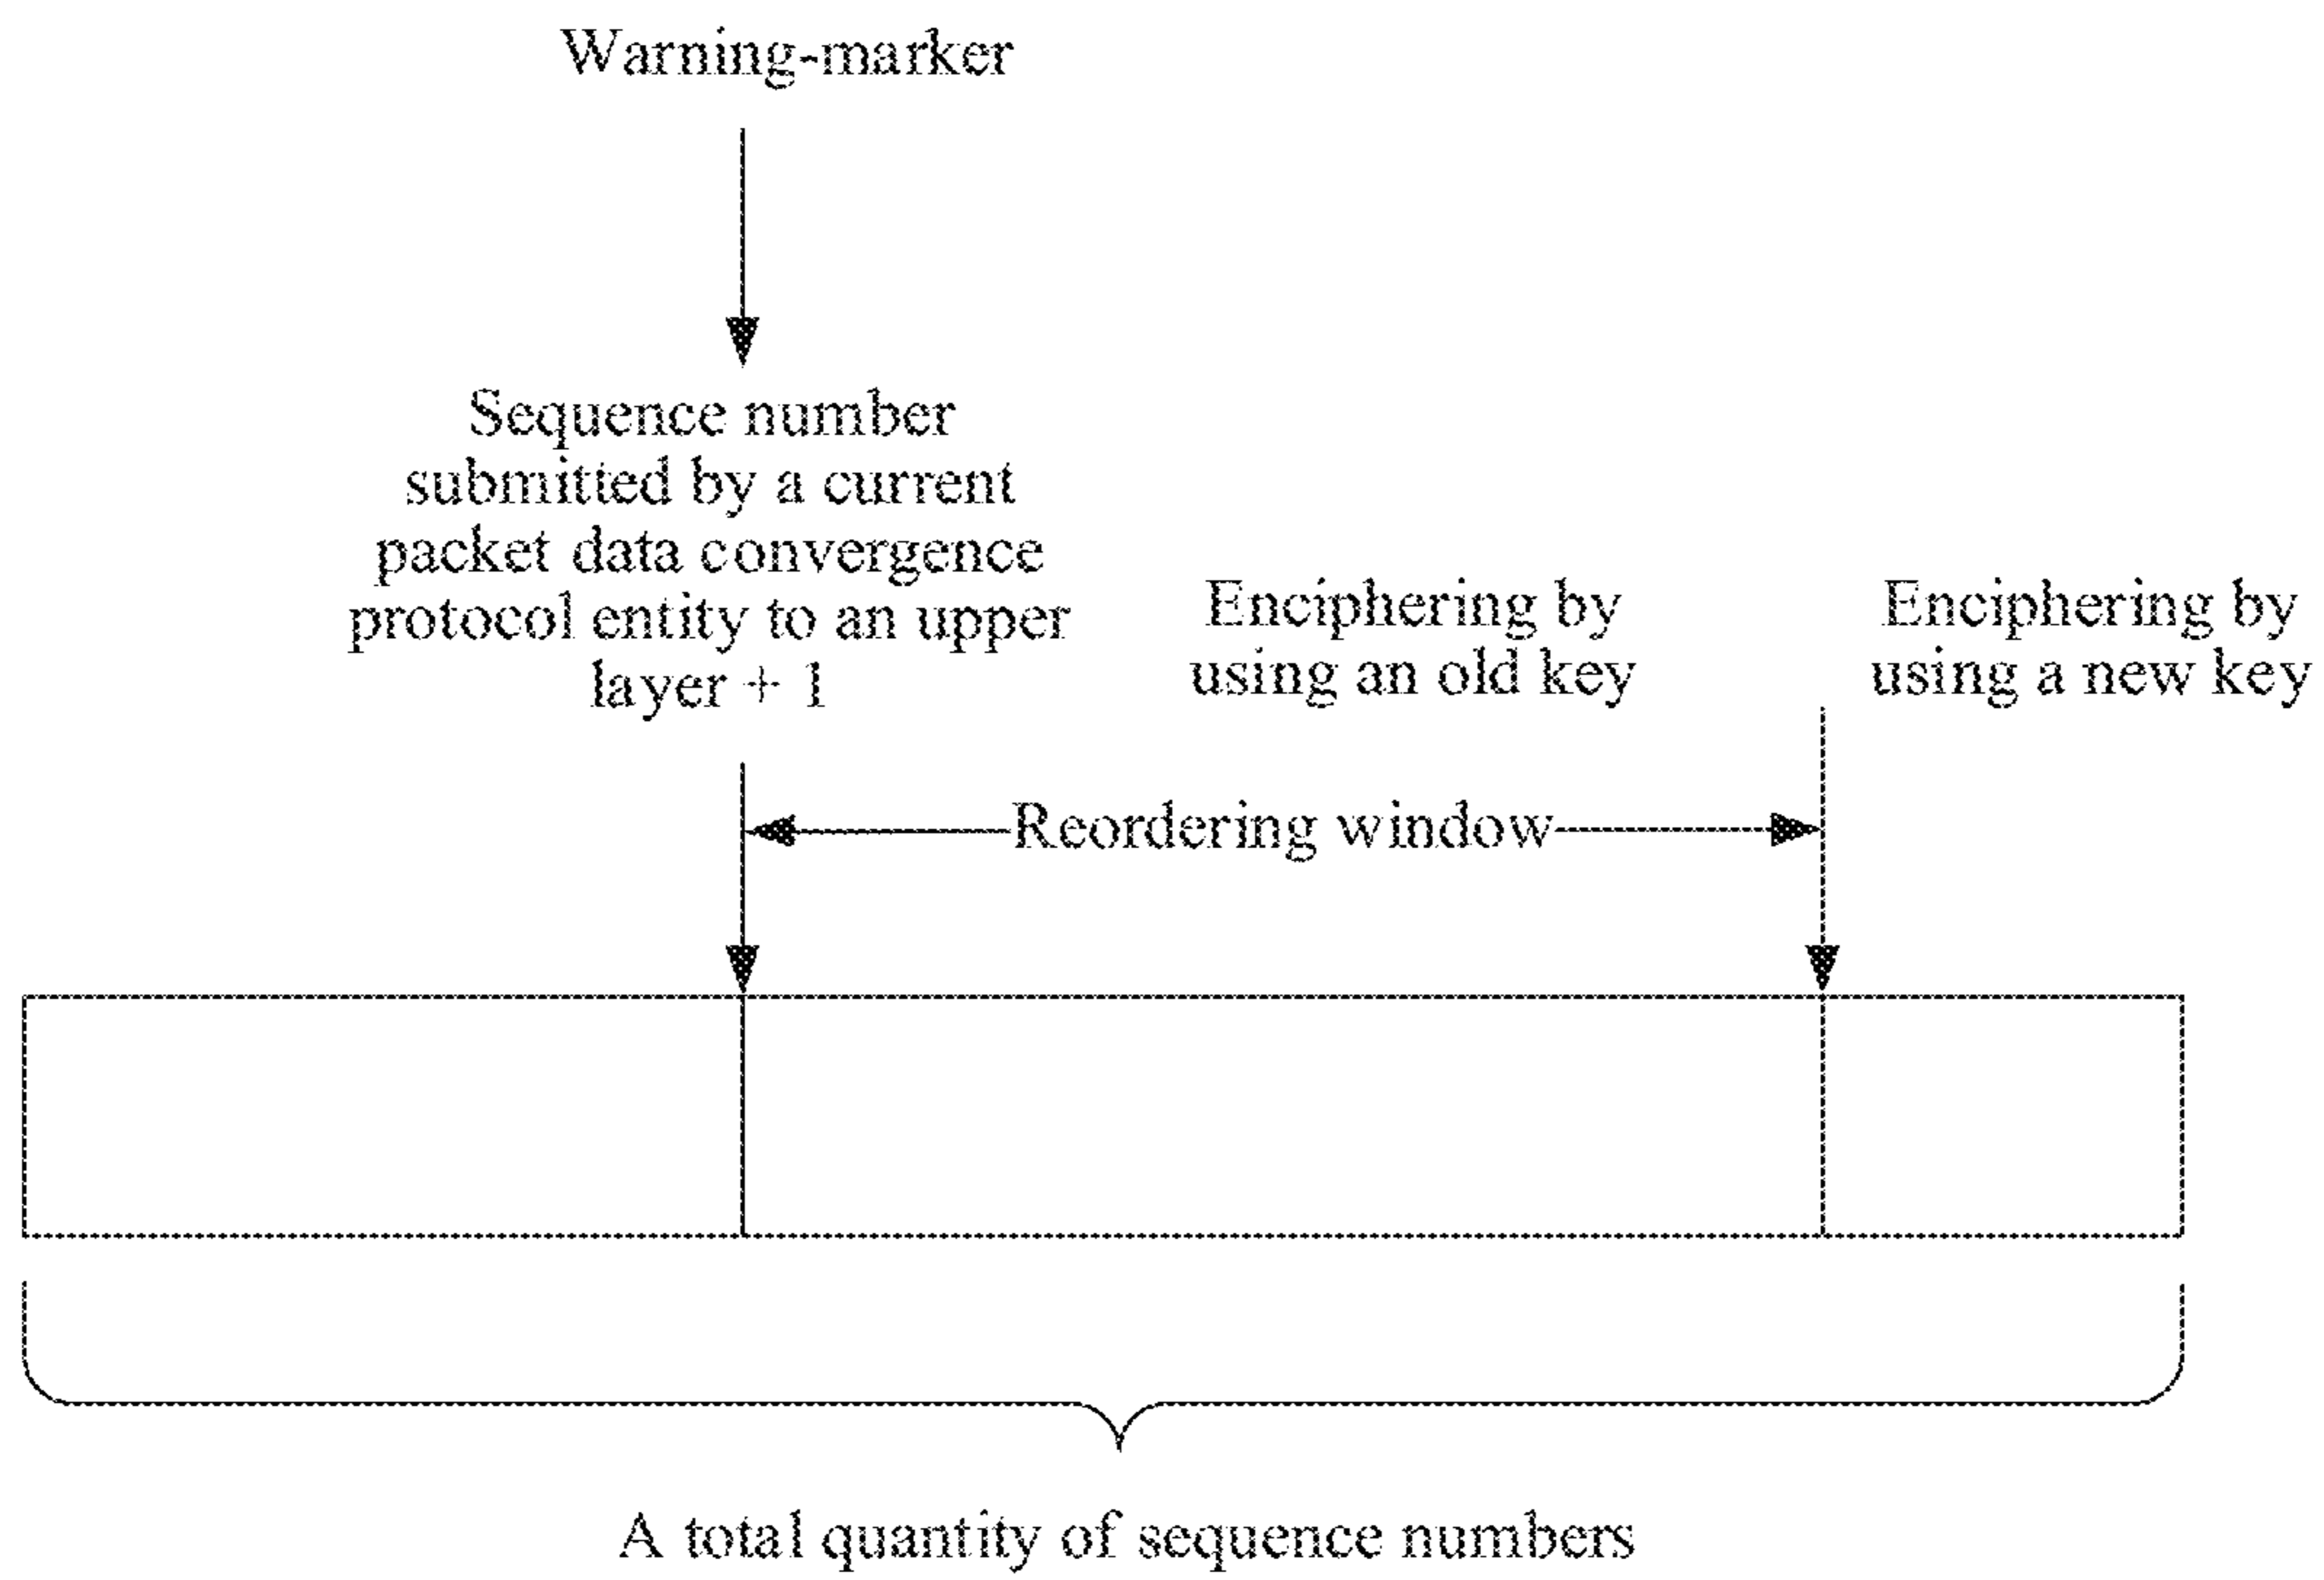 Warning-marker
Sequence number
submitted by a current
packet data convergence
protocol entity to an upper
layer + 1
Enciphering by
using an old key
Enciphering by
using a new key
Reordering window
A total quantity of sequence numbers